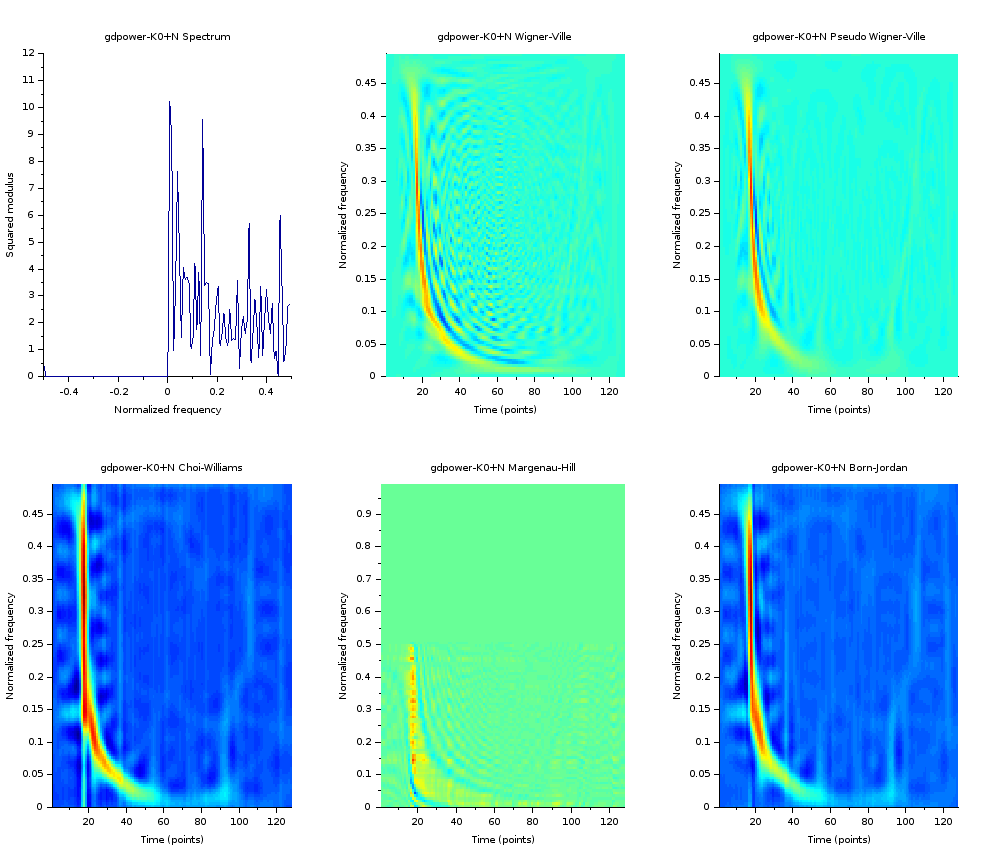 gdpower-K0+N Spectrum
12
11
10
9
8
7
6
5
4
3
2
1
0
Squared modulus
-0.4 -0.2 0 0.2 0.4
Normalized frequency
gdpower-K0+N Wigner-Ville
0.45
0.4
0.35
0.3
0.25
0.2
0.15
0.1
0.05
0
Normalized frequency
20 40 60 80 100 120
Time (points)
gdpower-K0+N Pseudo Wigner-Ville
0.45
0.4
0.35
0.3
0.25
0.2
0.15
0.1
0.05
0
Normalized frequency
20 40 60 80 100 120
Time (points)
gdpower-K0+N Choi-Williams
0.45
0.4
0.35
0.3
0.25
0.2
0.15
0.1
0.05
0
Normalized frequency
20 40 60 80 100 120
Time (points)
gdpower-K0+N Margenau-Hill
0.9
0.8
0.7
0.6
0.5
0.4
0.3
0.2
0.1
0
Normalized frequency
20 40 60 80 100 120
Time (points)
gdpower-K0+N Born-Jordan
0.45
0.4
0.35
0.3
0.25
0.2
0.15
0.1
0.05
0
Normalized frequency
20 40 60 80 100 120
Time (points)